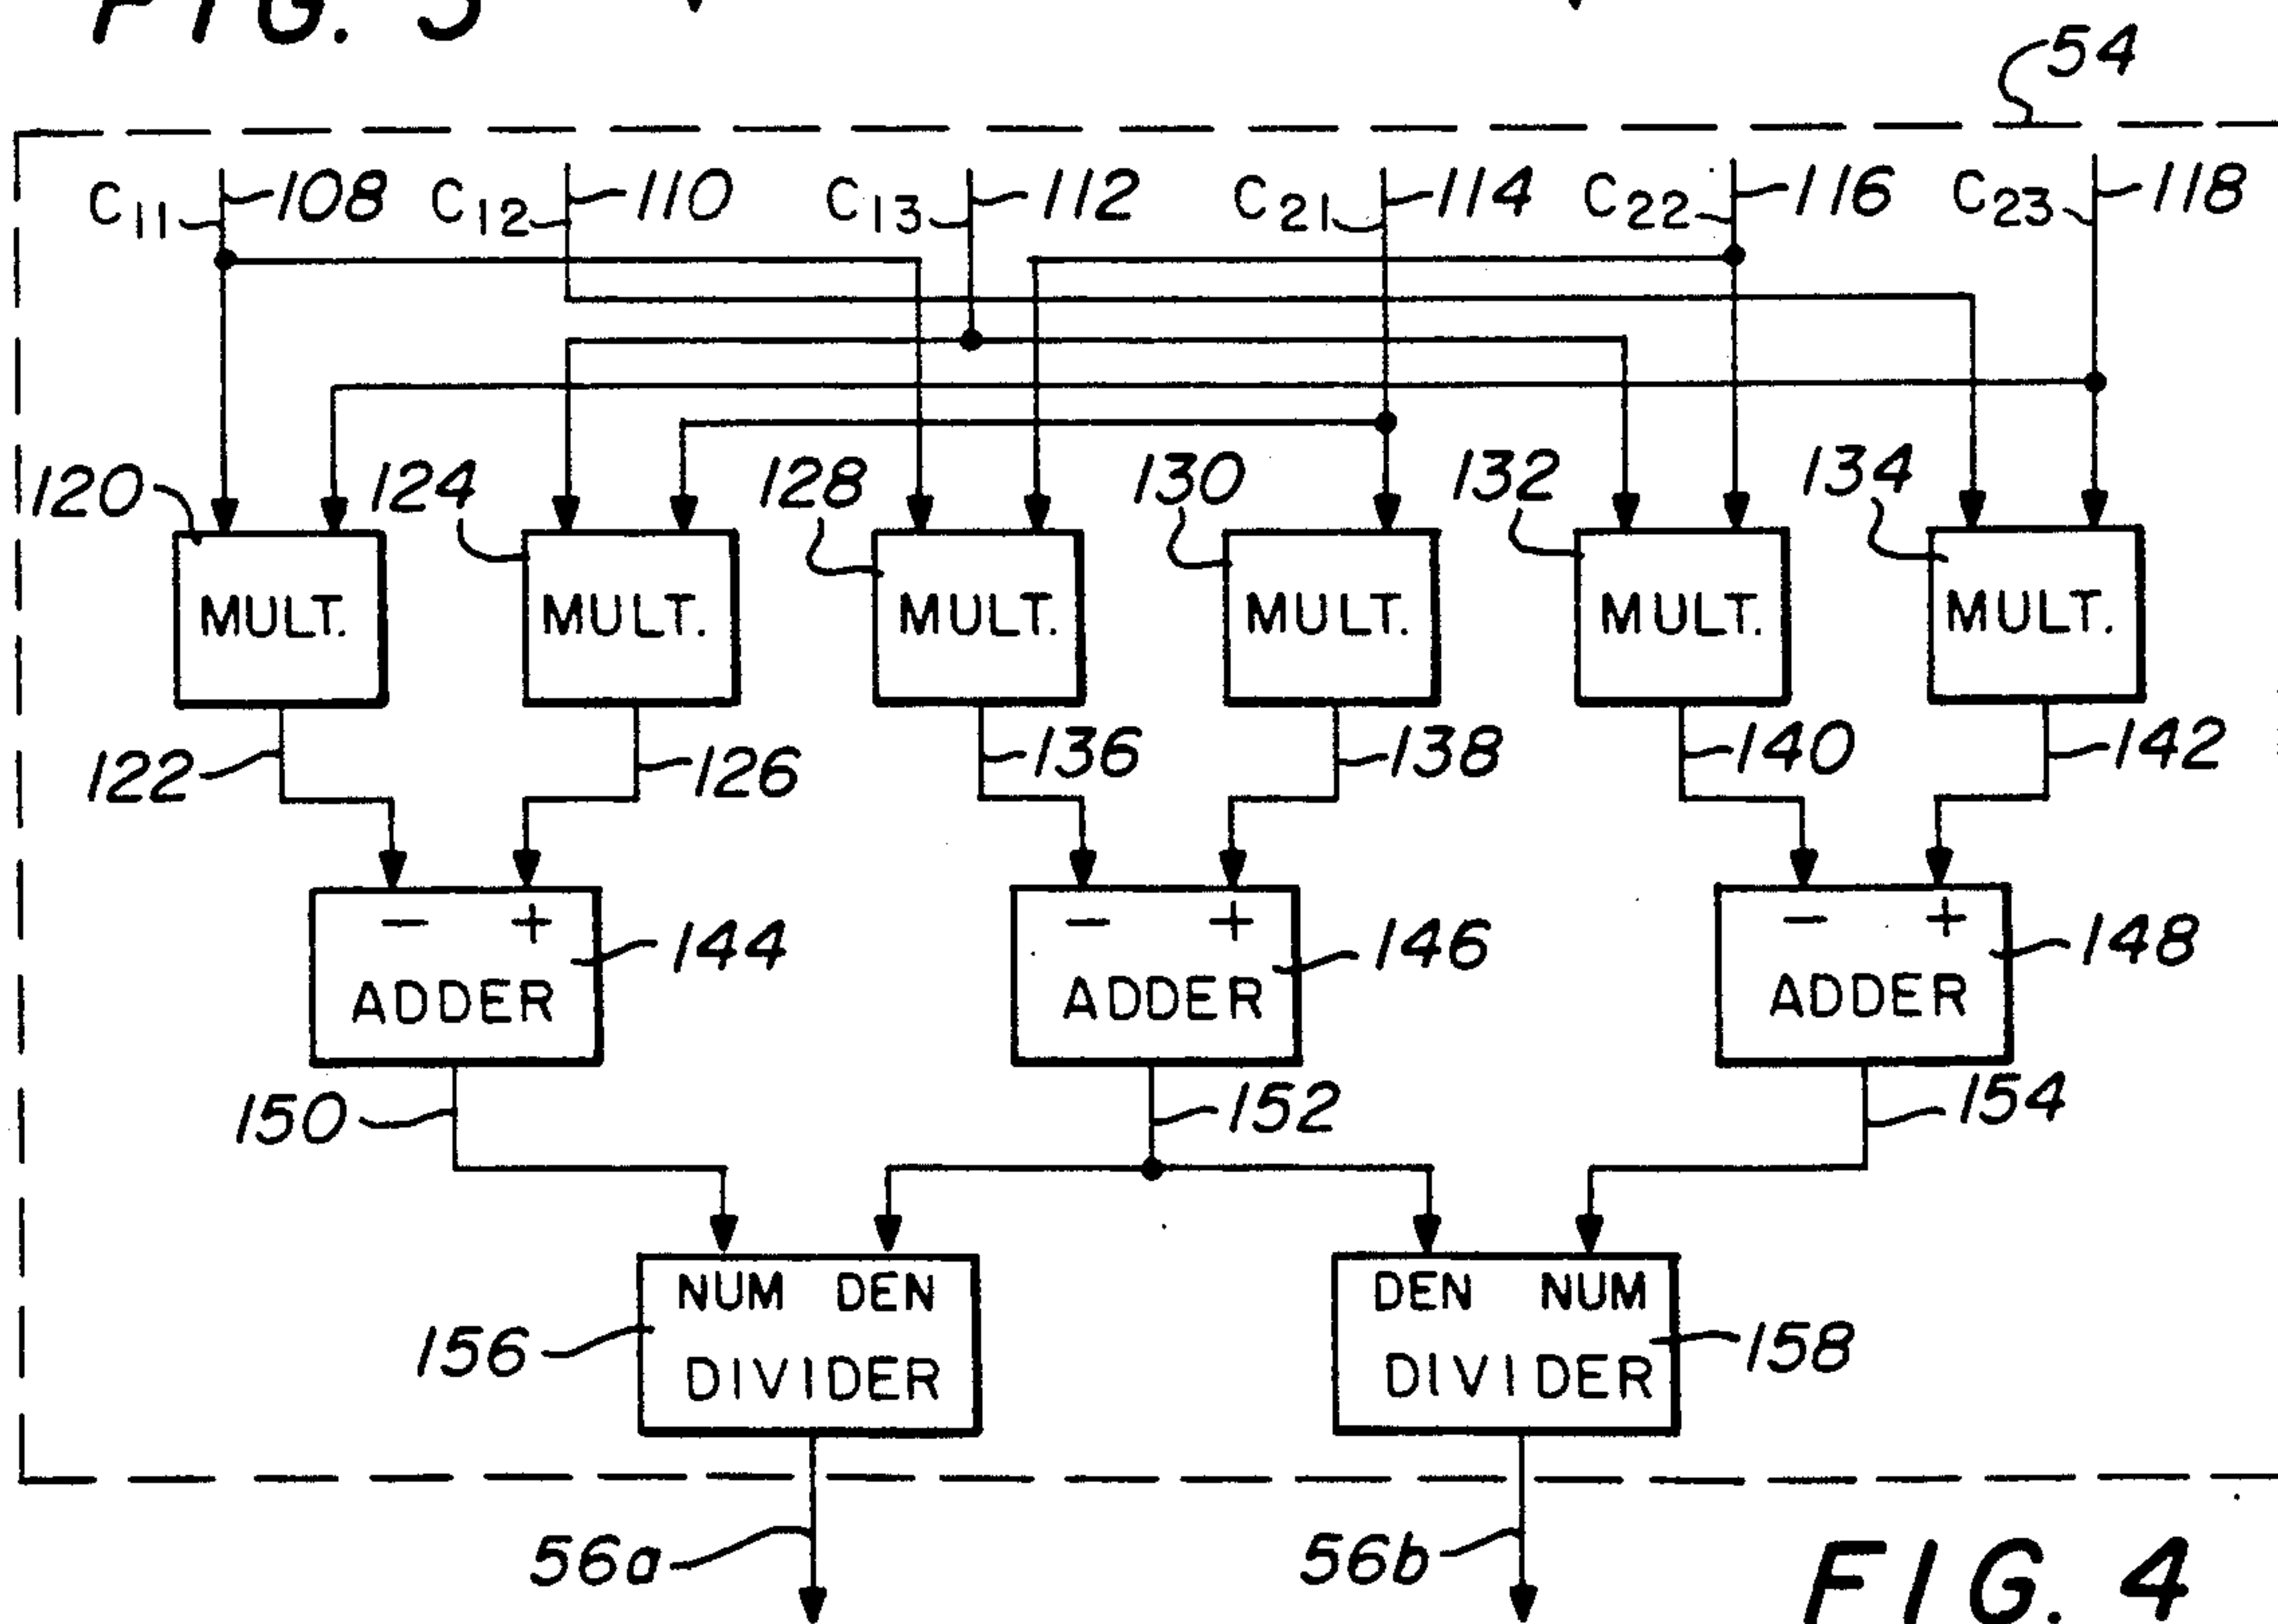 FIG. 3
54
C11 108 C12 110 C13 112 C21 114 C22 116 C23 118
120 124 128 130 132 134
MULT. MULT. MULT. MULT. MULT. MULT.
122 126 136 138 140 142
− + − + − +
ADDER 144 ADDER 146 ADDER 148
150 152 154
NUM DEN DEN NUM
156 DIVIDER DIVIDER 158
56a 56b
FIG. 4